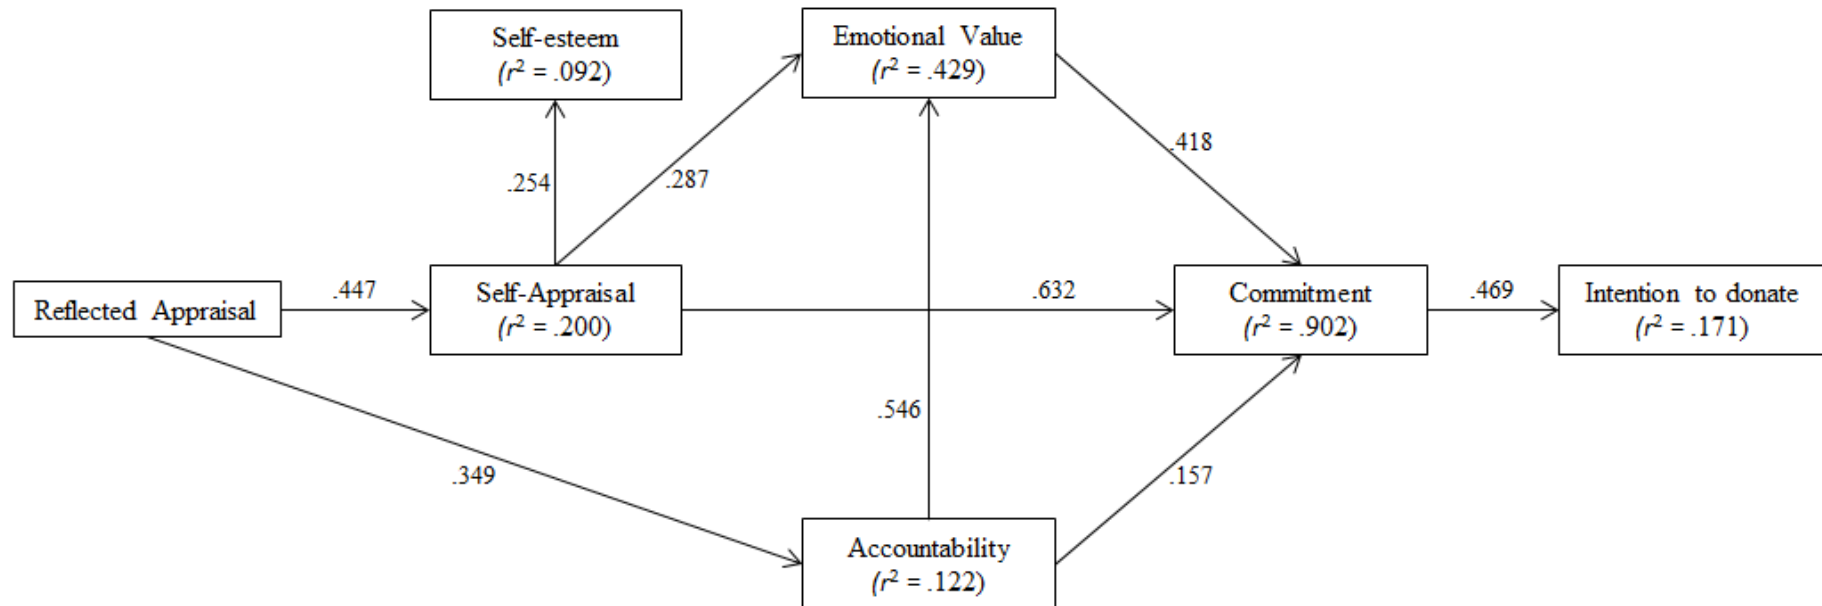 Self-esteem
(r² = .092)
Emotional Value
(r² = .429)
.418
.254
.287
Reflected Appraisal
.447
Self-Appraisal
(r² = .200)
.632
Commitment
(r² = .902)
.469
Intention to donate
(r² = .171)
.546
.349
.157
Accountability
(r² = .122)